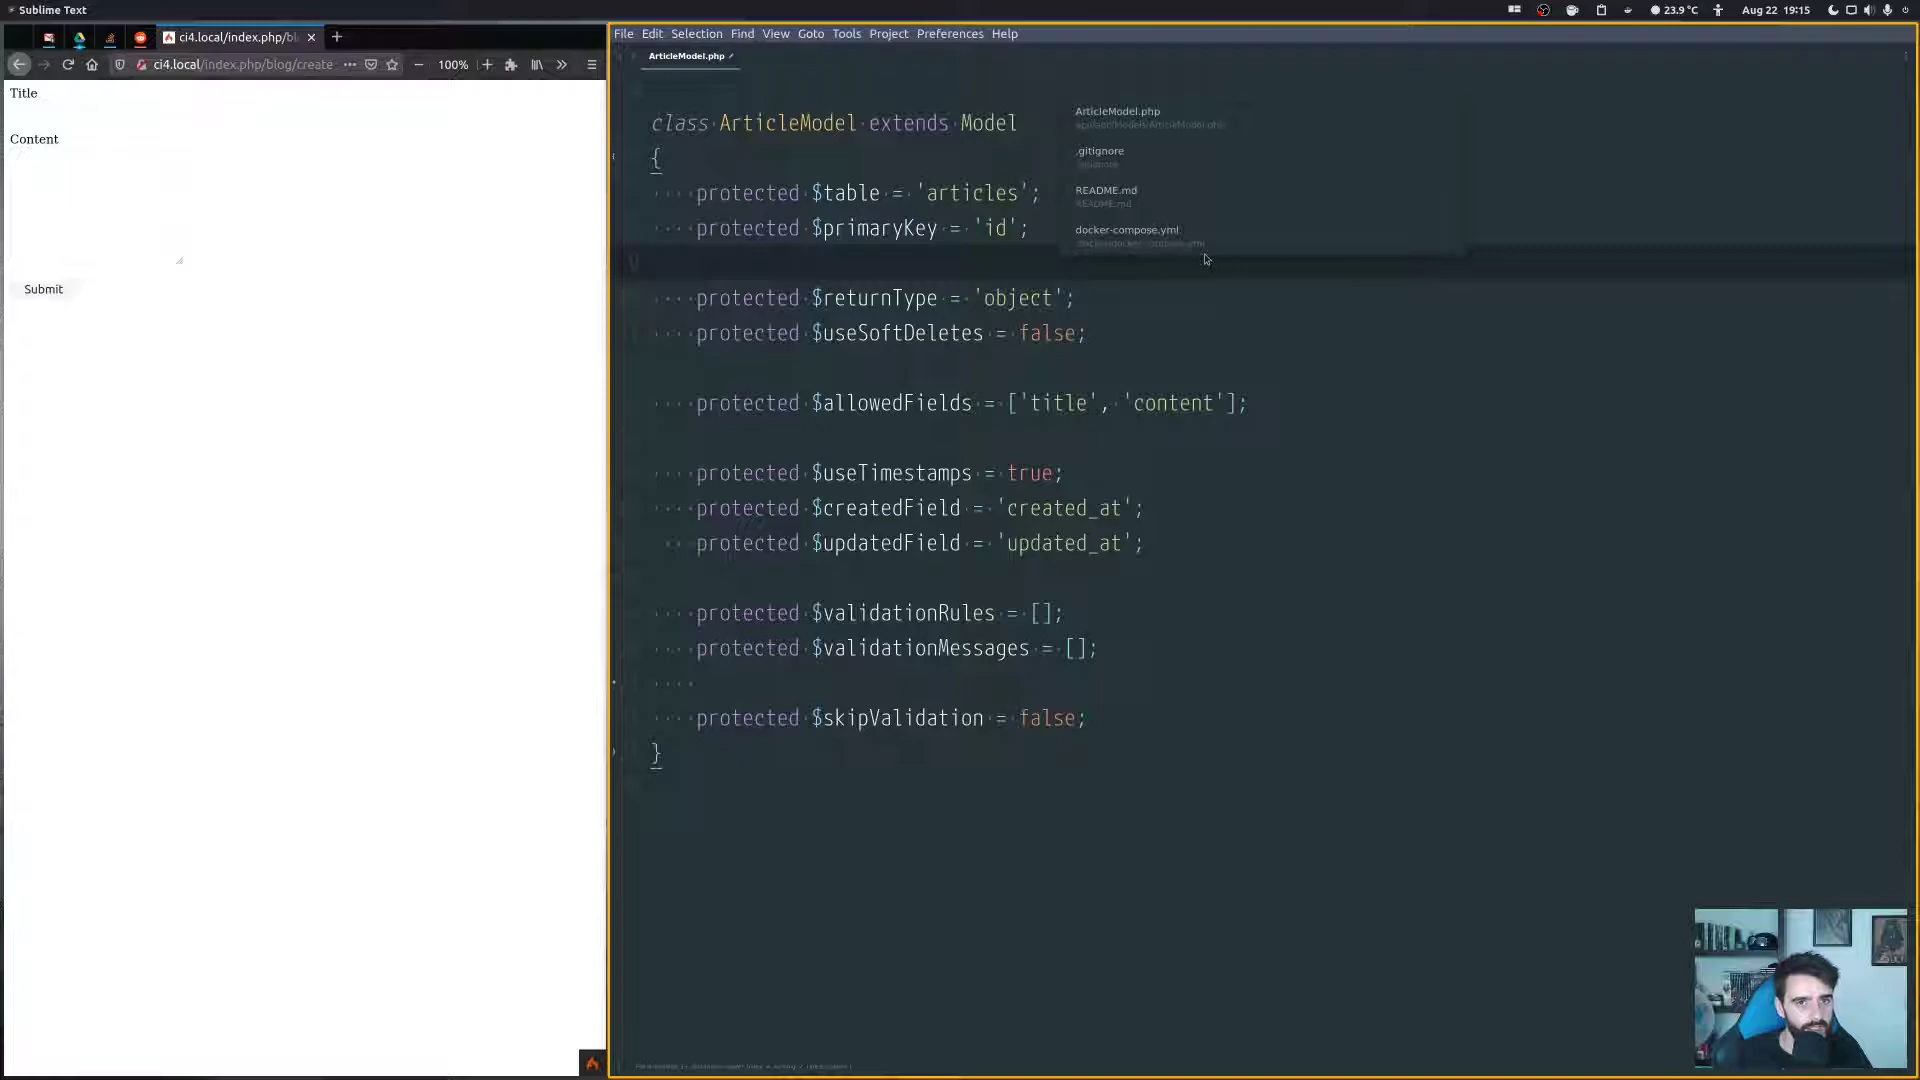 Sublime Text
23.9 °C
Aug 22 19:15
ci4.local/index.php/bl
ci4.local/index.php/blog/create
100%
Title
Content
Submit
File Edit Selection Find View Goto Tools Project Preferences Help
ArticleModel.php
class ArticleModel extends Model
{
protected $table = 'articles';
protected $primaryKey = 'id';
protected $returnType = 'object';
protected $useSoftDeletes = false;
protected $allowedFields = ['title', 'content'];
protected $useTimestamps = true;
protected $createdField = 'created_at';
protected $updatedField = 'updated_at';
protected $validationRules = [];
protected $validationMessages = [];
protected $skipValidation = false;
}
ArticleModel.php
.gitignore
.gitignore
README.md
README.md
docker-compose.yml